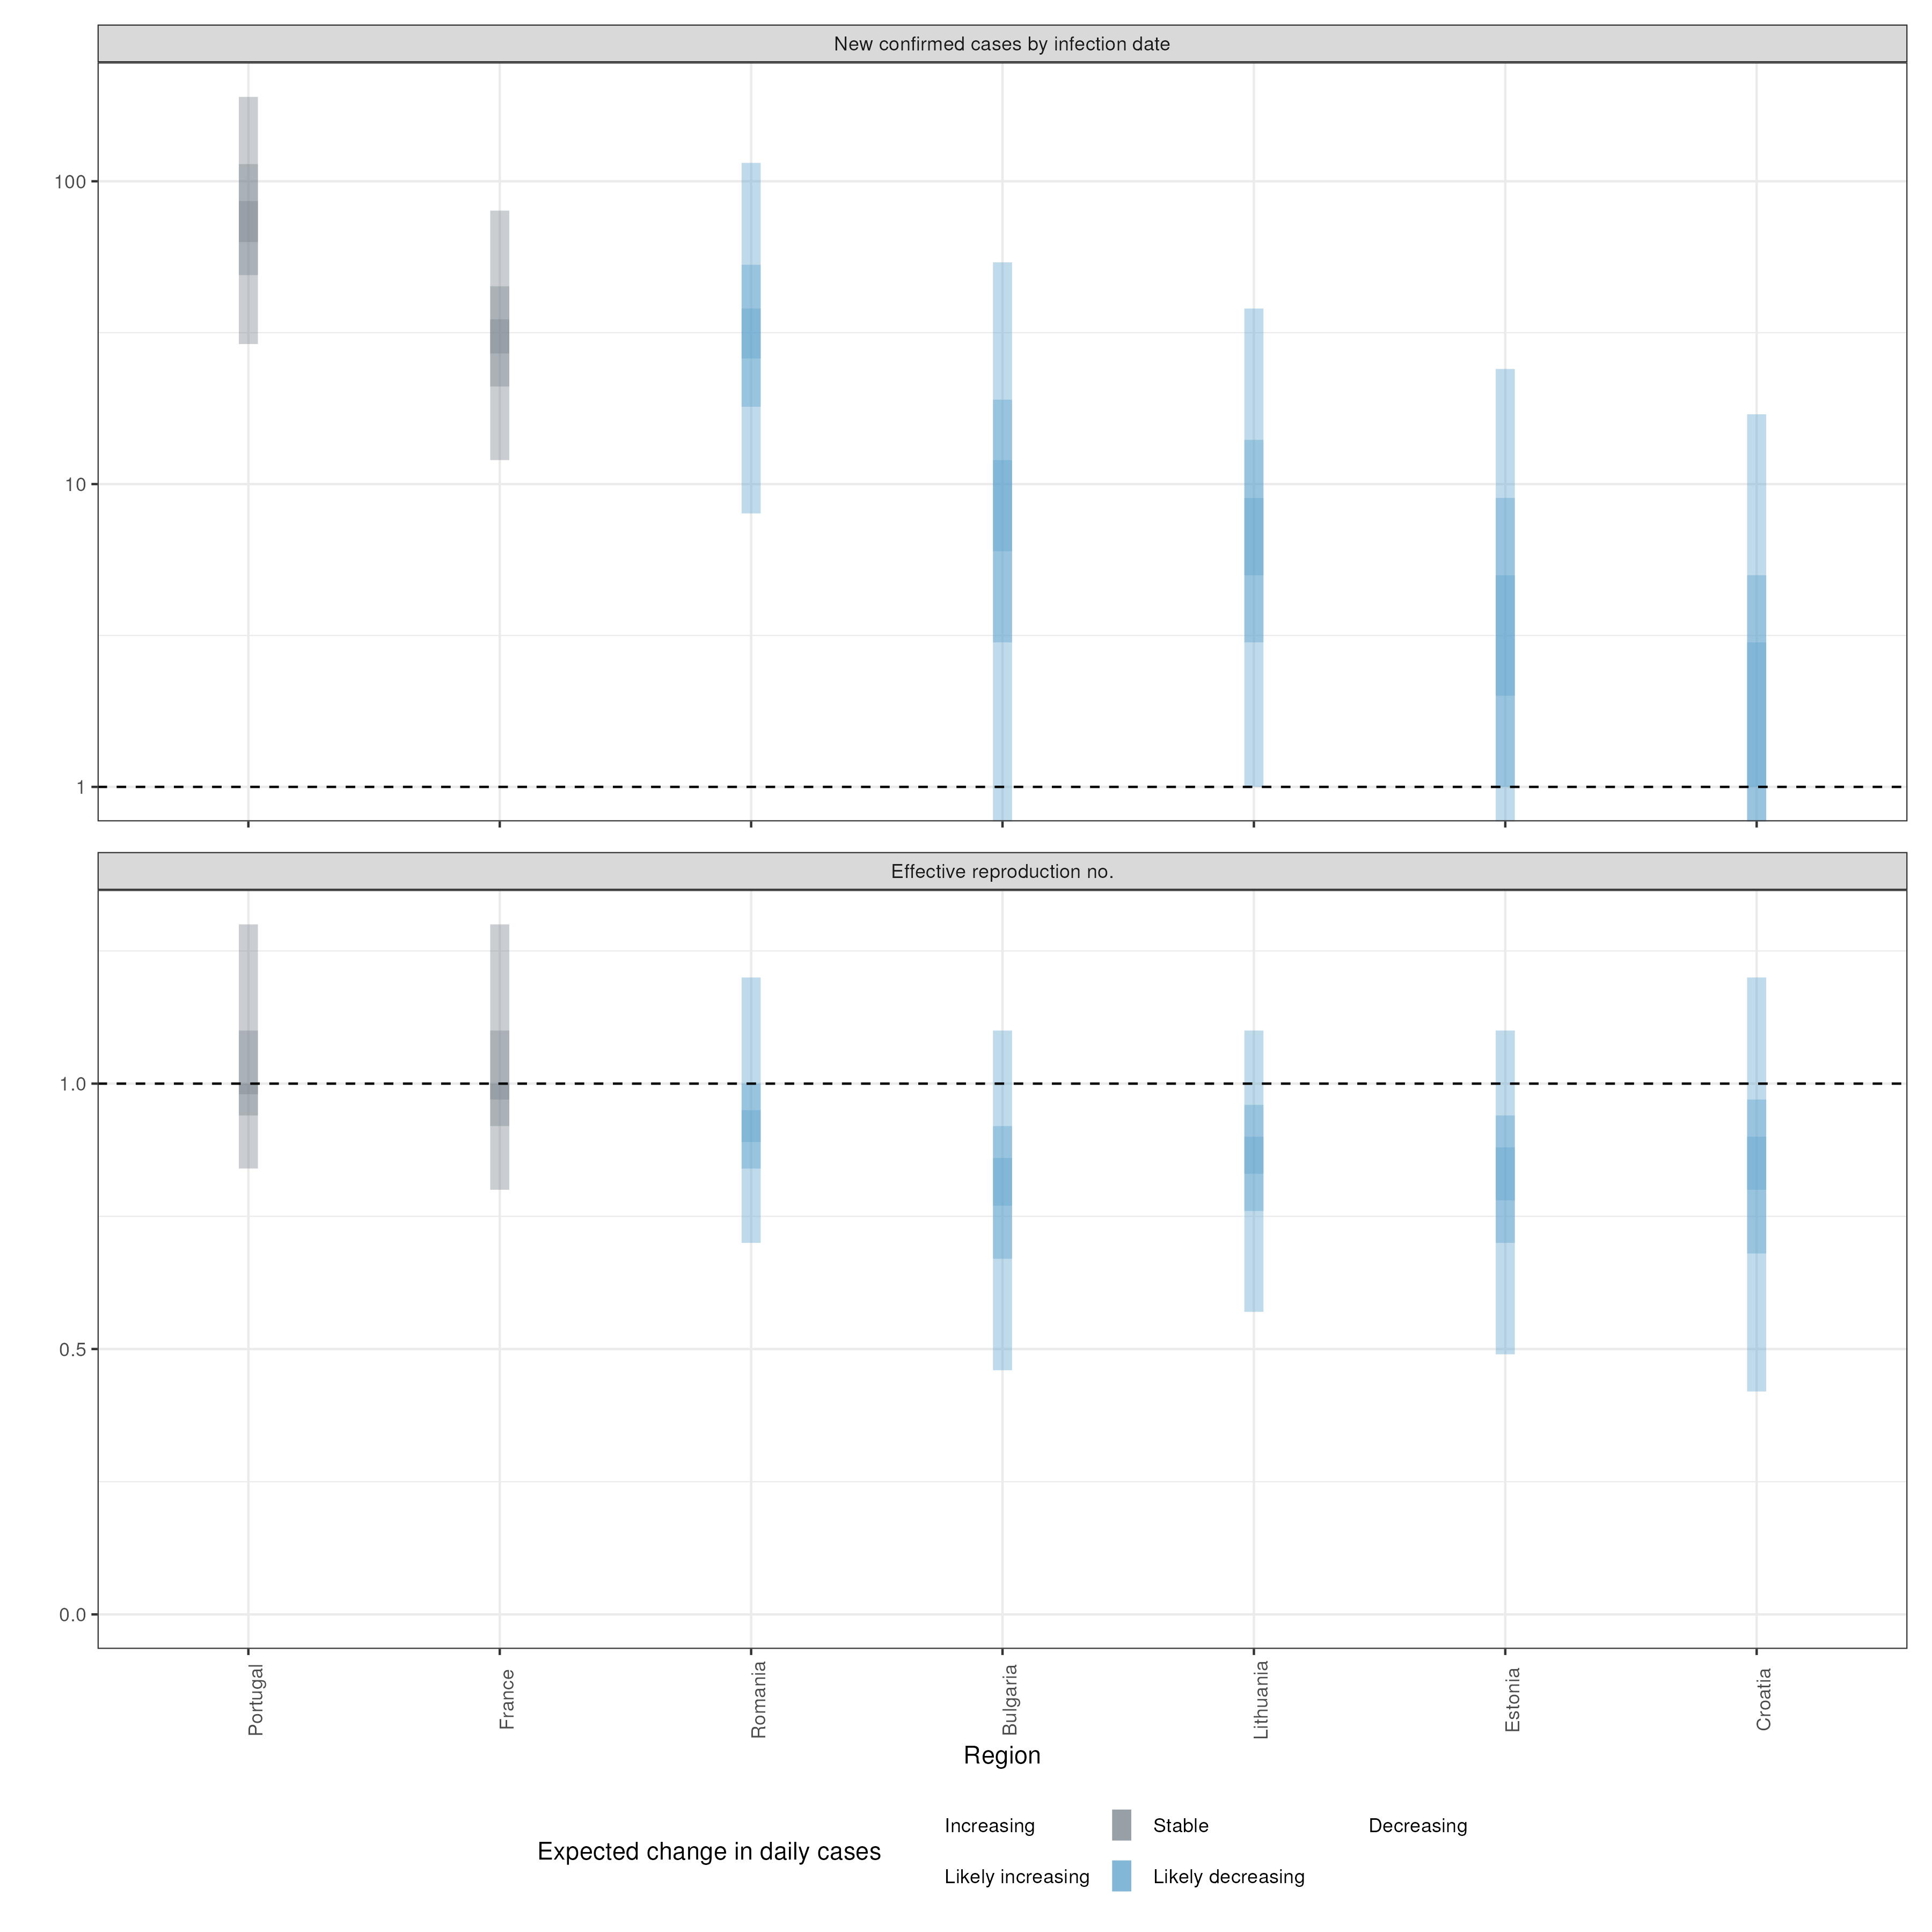 New confirmed cases by infection date
100
10
1
Effective reproduction no.
1.0
0.5
0.0
Portugal
France
Romania
Bulgaria
Lithuania
Estonia
Croatia
Region
Expected change in daily cases
Increasing
Stable
Decreasing
Likely increasing
Likely decreasing